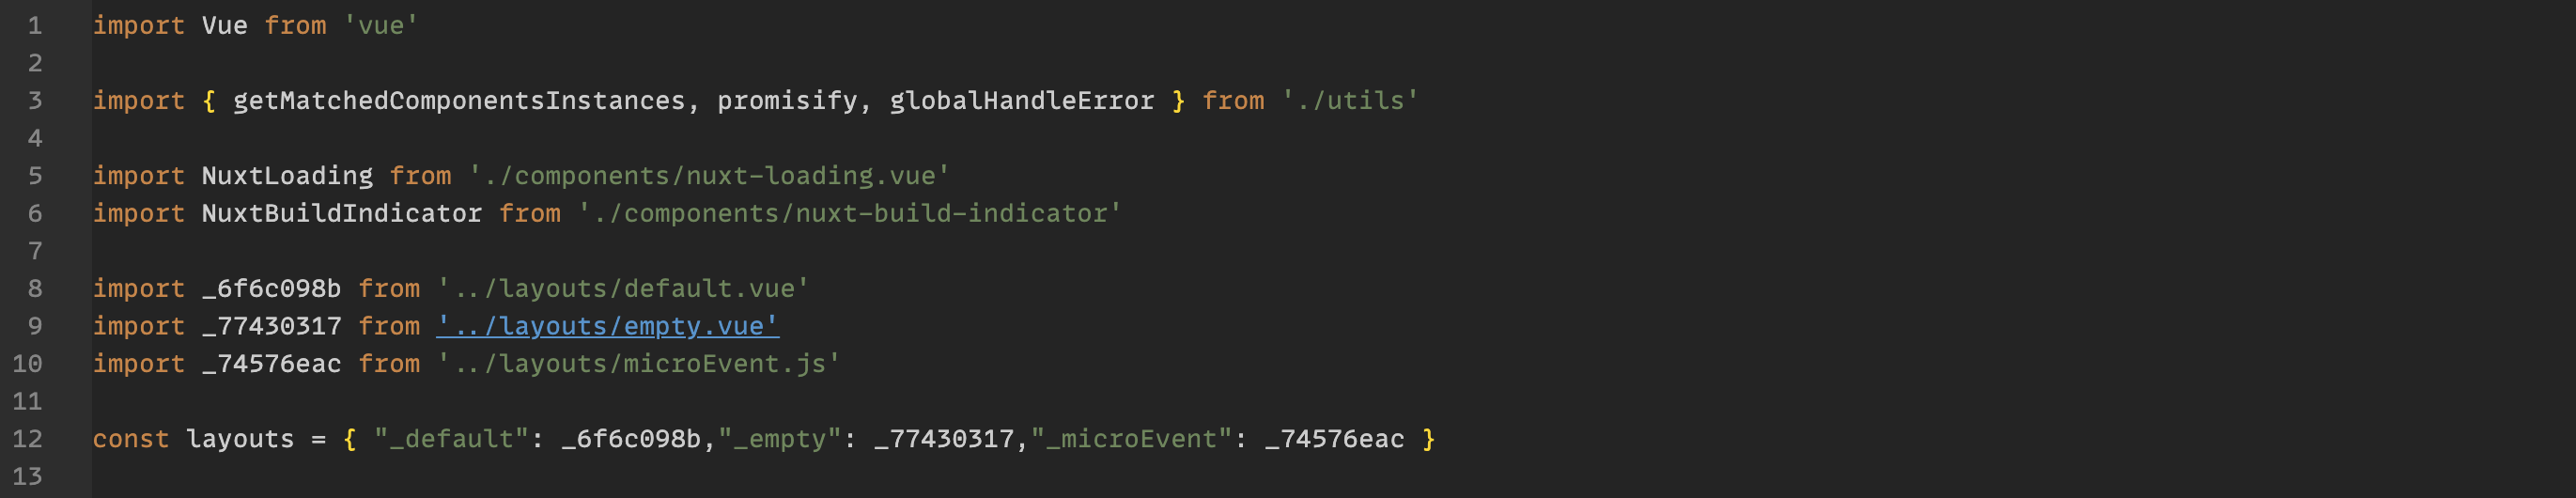 1 import Vue from 'vue'
2
3 import { getMatchedComponentsInstances, promisify, globalHandleError } from './utils'
4
5 import NuxtLoading from './components/nuxt-loading.vue'
6 import NuxtBuildIndicator from './components/nuxt-build-indicator'
7
8 import _6f6c098b from '../layouts/default.vue'
9 import _77430317 from '../layouts/empty.vue'
10 import _74576eac from '../layouts/microEvent.js'
11
12 const layouts = { "_default": _6f6c098b,"_empty": _77430317,"_microEvent": _74576eac }
13